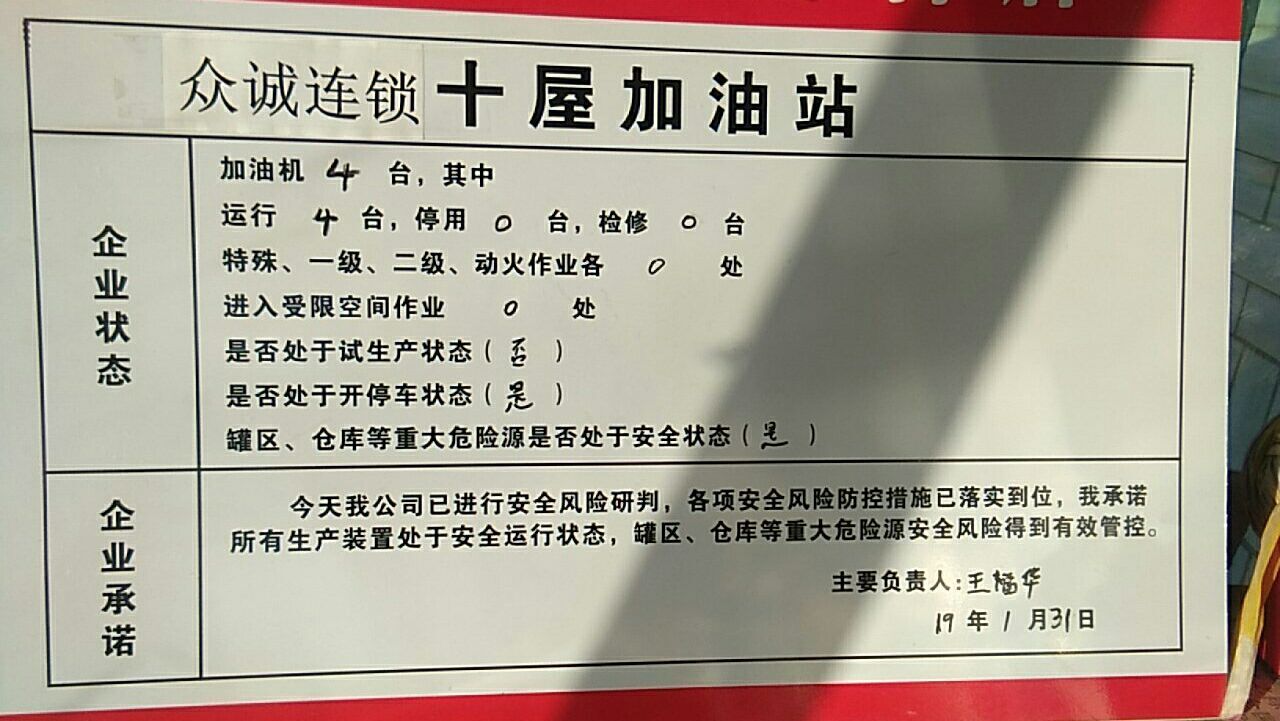 众诚连锁十屋加油站
企业状态
加油机 4 台，其中
运行 4 台，停用 0 台，检修 0 台
特殊、一级、二级、动火作业各 0 处
进入受限空间作业 0 处
是否处于试生产状态（否）
是否处于开停车状态（是）
罐区、仓库等重大危险源是否处于安全状态（是）
企业承诺
今天我公司已进行安全风险研判，各项安全风险防控措施已落实到位，我承诺
所有生产装置处于安全运行状态，罐区、仓库等重大危险源安全风险得到有效管控。
主要负责人：王福华
19 年 1 月 31 日